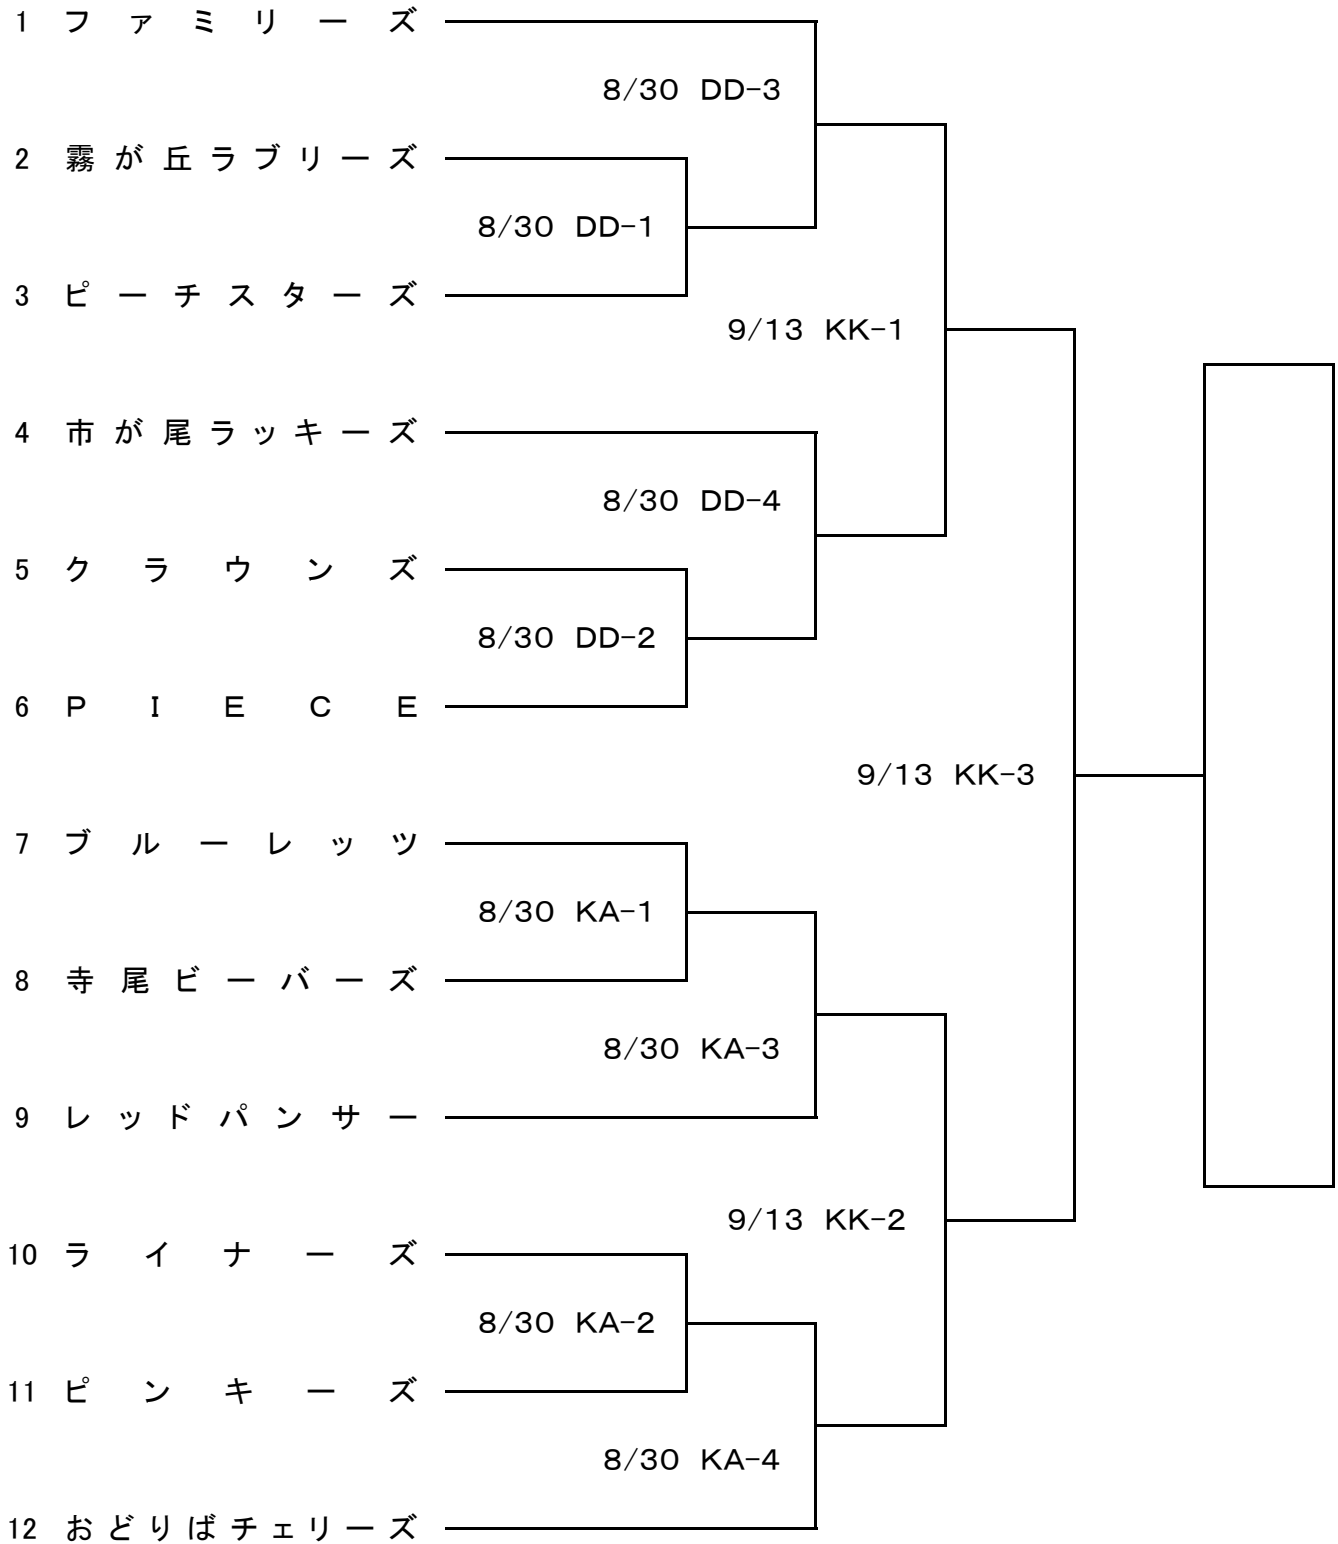 1 ファミリーズ
8/30 DD-3
2 霧が丘ラブリーズ
8/30 DD-1
3 ピーチスターズ
9/13 KK-1
4 市が尾ラッキーズ
8/30 DD-4
5 クラウンズ
8/30 DD-2
6 PIECE
9/13 KK-3
7 ブルーレッツ
8/30 KA-1
8 寺尾ビーバーズ
8/30 KA-3
9 レッドパンサー
9/13 KK-2
10 ライナーズ
8/30 KA-2
11 ピンキーズ
8/30 KA-4
12 おどりばチェリーズ